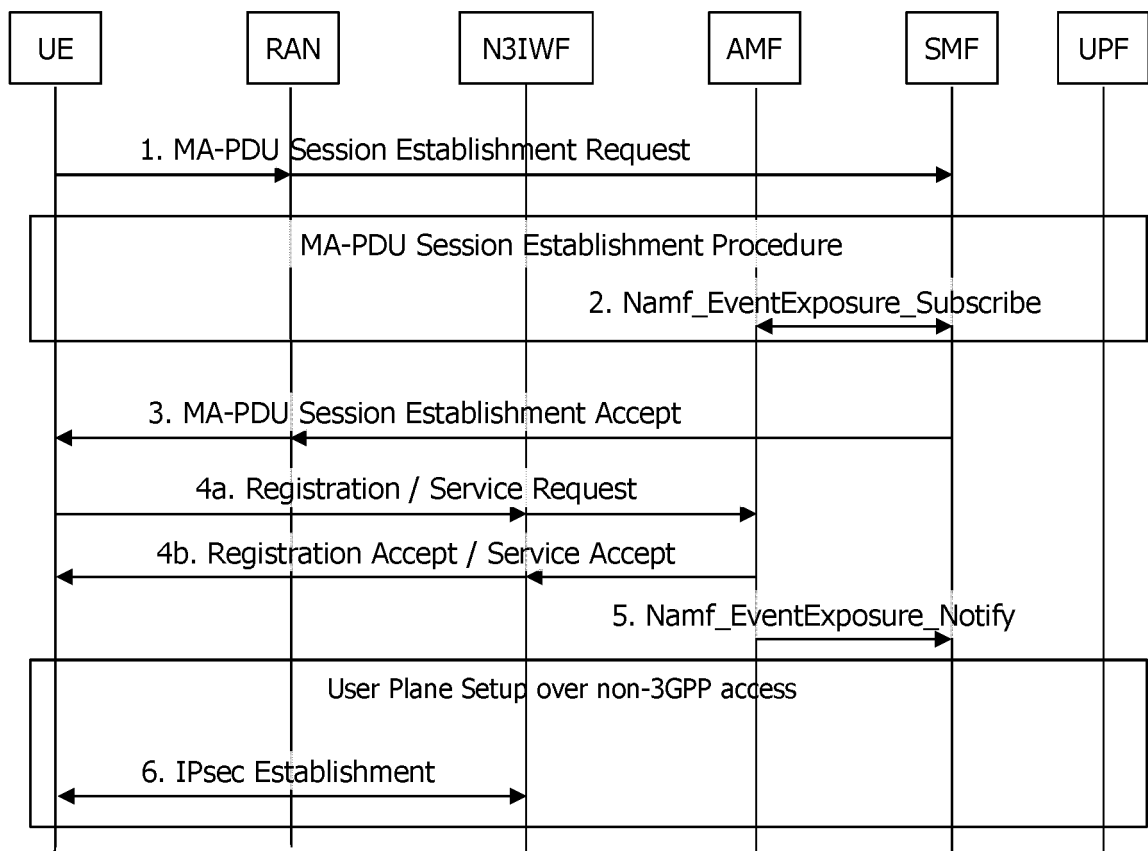 UE
RAN
N3IWF
AMF
SMF
UPF
1. MA-PDU Session Establishment Request
MA-PDU Session Establishment Procedure
2. Namf_EventExposure_Subscribe
3. MA-PDU Session Establishment Accept
4a. Registration / Service Request
4b. Registration Accept / Service Accept
5. Namf_EventExposure_Notify
User Plane Setup over non-3GPP access
6. IPsec Establishment